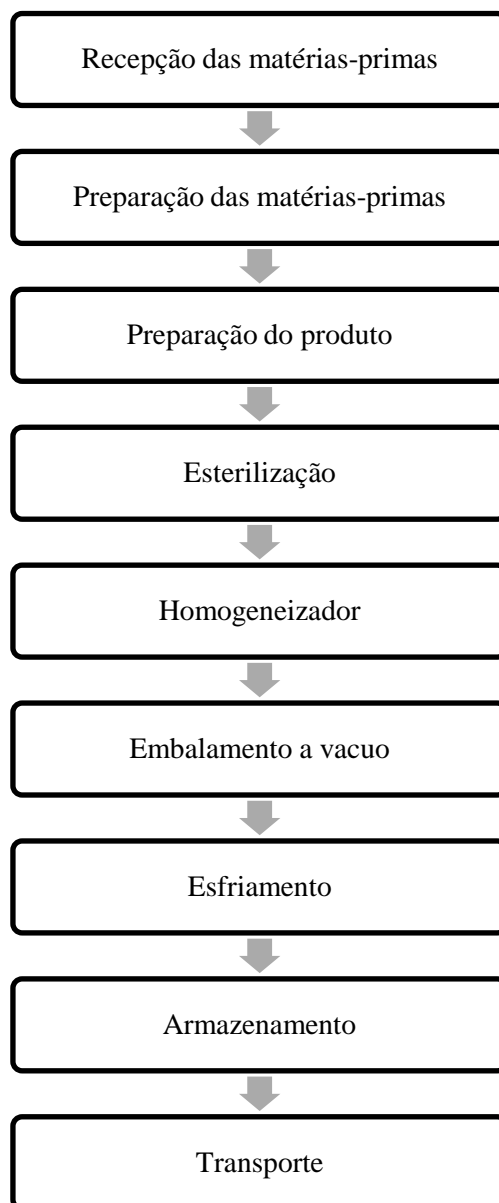 Recepção das matérias-primas
Preparação das matérias-primas
Preparação do produto
Esterilização
Homogeneizador
Embalamento a vacuo
Esfriamento
Armazenamento
Transporte